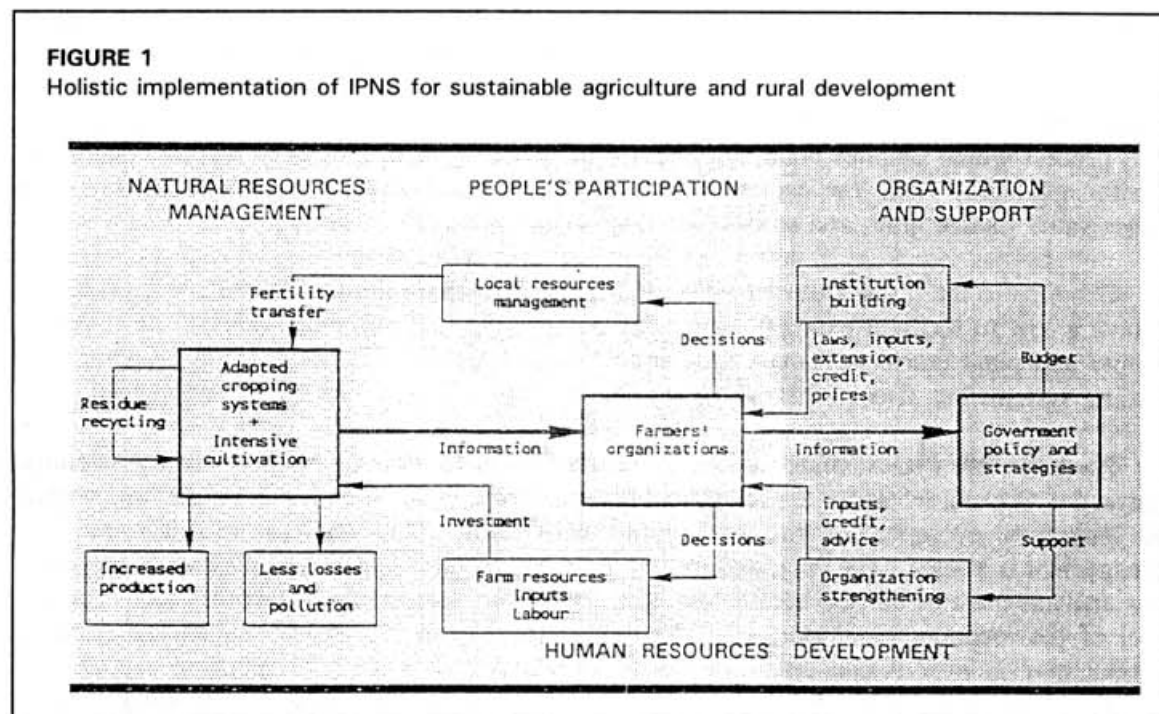 FIGURE 1
Holistic implementation of IPNS for sustainable agriculture and rural development
NATURAL RESOURCES
MANAGEMENT
PEOPLE'S PARTICIPATION
ORGANIZATION
AND SUPPORT
Fertility
transfer
Local resources
management
Institution
building
Decisions
laws, inputs,
extension,
credit,
prices
Budget
Residue
recycling
Adapted
cropping
systems
+
Intensive
cultivation
Information
Farmers'
organizations
Information
Government
policy and
strategies
Investment
Decisions
inputs,
credit,
advice
Support
Increased
production
Less losses
and
pollution
Farm resources
Inputs
Labour
Organization
strengthening
HUMAN RESOURCES DEVELOPMENT